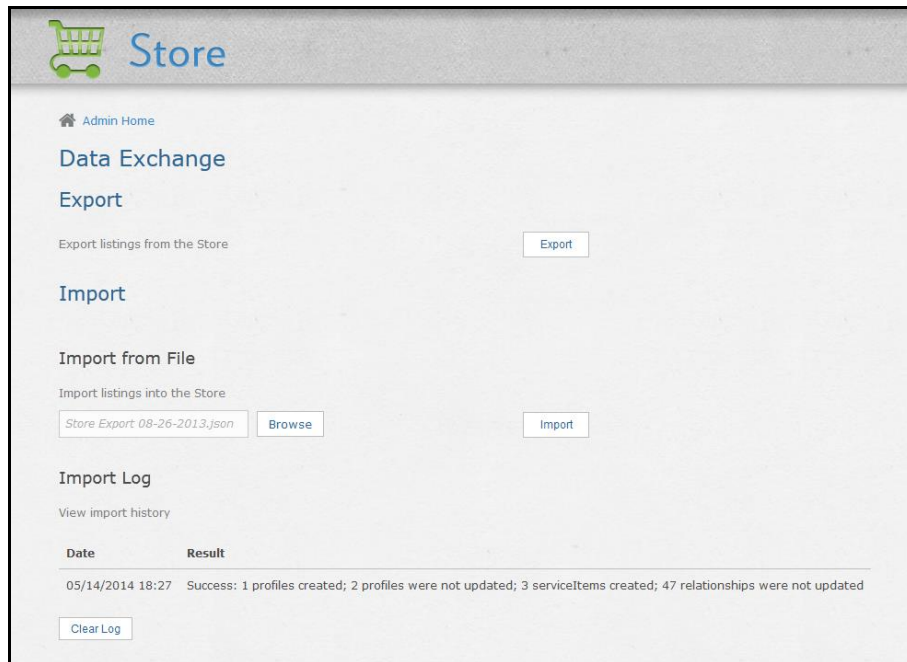 Store
Admin Home
Data Exchange
Export
Export listings from the Store
Export
Import
Import from File
Import listings into the Store
Store Export 08-26-2013.json Browse Import
Import Log
View import history
Date Result
05/14/2014 18:27 Success: 1 profiles created; 2 profiles were not updated; 3 serviceItems created; 47 relationships were not updated
Clear Log